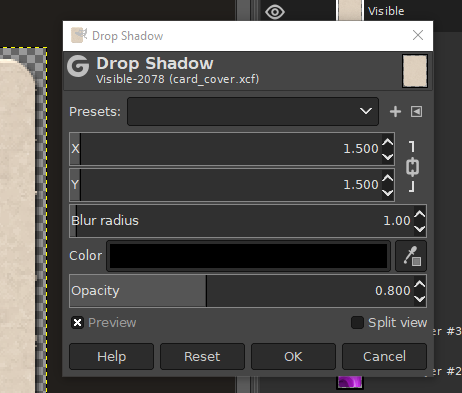 Visible
Drop Shadow
Drop Shadow
Visible-2078 (card_cover.xcf)
Presets:
X 1.500
Y 1.500
Blur radius 1.00
Color
Opacity 0.800
Preview Split view
er #3
Help Reset OK Cancel
er #2